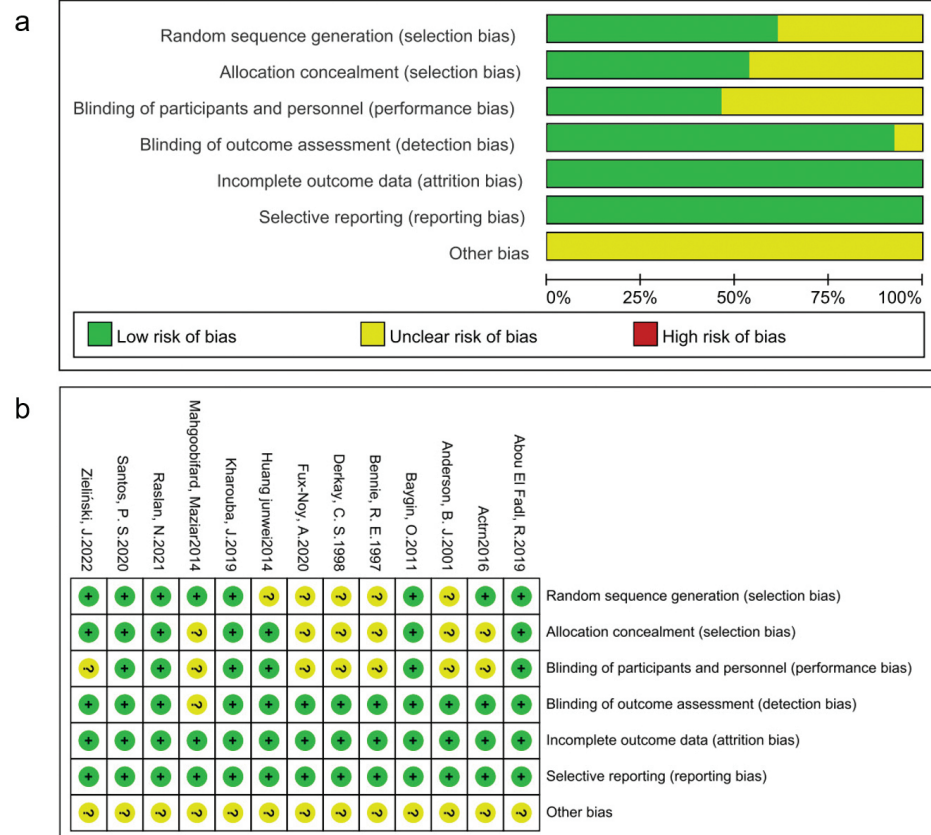 a
Random sequence generation (selection bias)
Allocation concealment (selection bias)
Blinding of participants and personnel (performance bias)
Blinding of outcome assessment (detection bias)
Incomplete outcome data (attrition bias)
Selective reporting (reporting bias)
Other bias
0% 25% 50% 75% 100%
Low risk of bias Unclear risk of bias High risk of bias
b
Zieliński, J.2022
Santos, P. S.2020
Raslan, N.2021
Mahgoobifard, Maziar2014
Kharouba, J.2019
Huang junwei2014
Fux-Noy, A.2020
Derkay, C. S.1998
Bennie, R. E.1997
Baygin, O.2011
Anderson, B. J.2001
Actrn2016
Abou El Fadl, R.2019
+ + + + + ? ? ? ? + ? + + Random sequence generation (selection bias)
+ + + ? + + ? ? ? + ? ? + Allocation concealment (selection bias)
? + + ? + + ? ? ? + ? ? + Blinding of participants and personnel (performance bias)
+ + + ? + + + + + + + + + Blinding of outcome assessment (detection bias)
+ + + + + + + + + + + + + Incomplete outcome data (attrition bias)
+ + + + + + + + + + + + + Selective reporting (reporting bias)
? ? ? ? ? ? ? ? ? ? ? ? ? Other bias